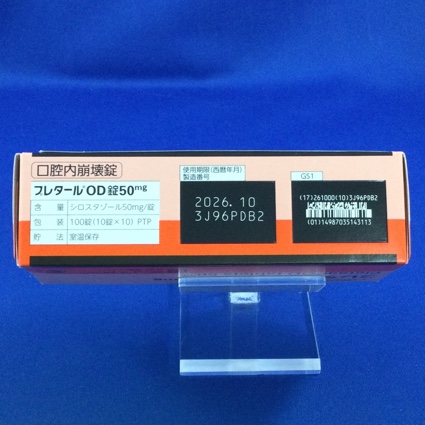 口腔内崩壊錠
プレタール®OD錠50mg
含 量 シロスタゾール50mg/錠
包 装 100錠(10錠×10) PTP
貯 法 室温保存
使用期限(西暦年月)
製造番号
2026. 10
3J96PDB2
GS1
(17)261000(10)3J96PDB2
(01)14987035143113